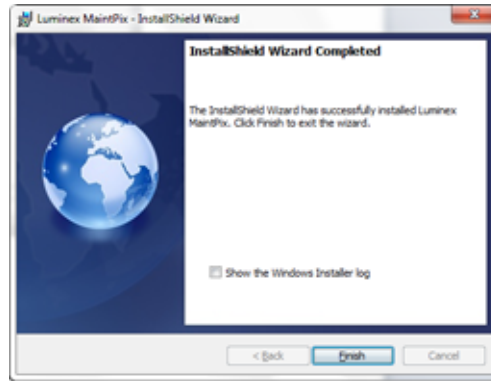 Luminex MaintPix - InstallShield Wizard
InstallShield Wizard Completed
The InstallShield Wizard has successfully installed Luminex
MaintPix. Click Finish to exit the wizard.
Show the Windows Installer log
< Back
Finish
Cancel